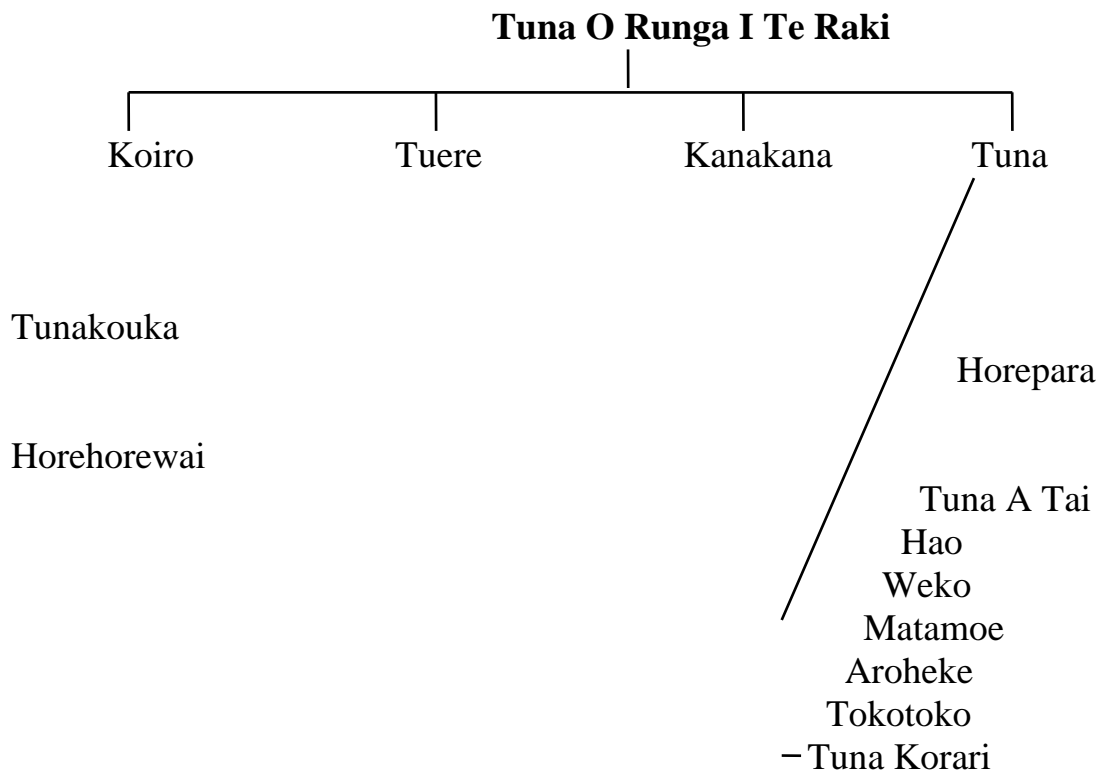 Tuna O Runga I Te Raki
Koiro Tuere Kanakana Tuna
Tunakouka
Horepara
Horehorewai
Tuna A Tai
Hao
Weko
Matamoe
Aroheke
Tokotoko
Tuna Korari